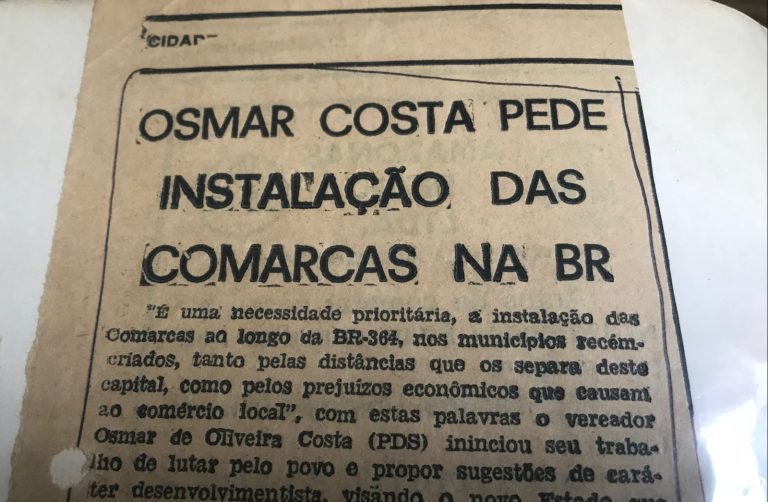 CIDADE
OSMAR COSTA PEDE
INSTALAÇÃO DAS
COMARCAS NA BR
"É uma necessidade prioritária, a instalação das
Comarcas ao longo da BR-364, nos municípios recém-
criados, tanto pelas distâncias que os separa deste
capital, como pelos prejuízos econômicos que causam
ao comércio local", com estas palavras o vereador
Osmar de Oliveira Costa (PDS) ininciou seu traba-
lho de lutar pelo povo e propor sugestões de cará-
ter desenvolvimentista, visando o novo Estado que